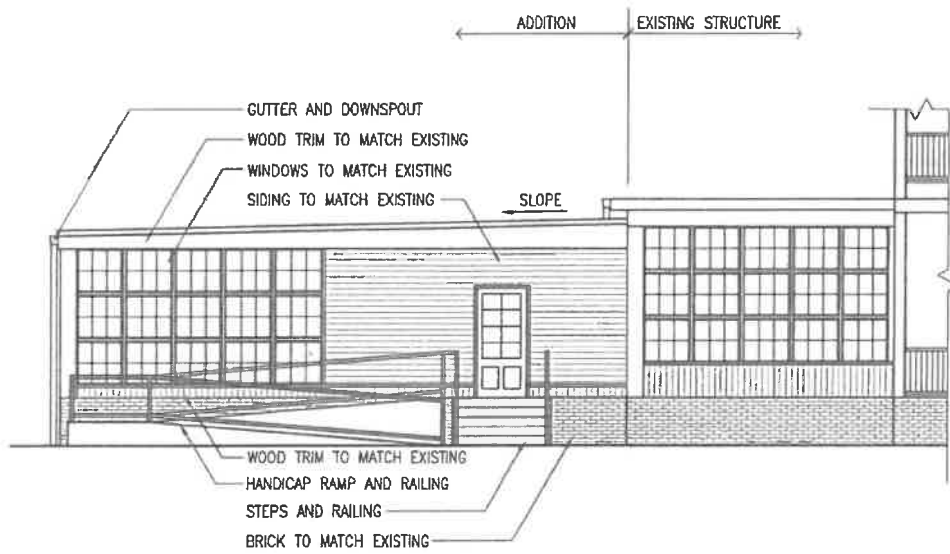 ADDITION
EXISTING STRUCTURE
GUTTER AND DOWNSPOUT
WOOD TRIM TO MATCH EXISTING
WINDOWS TO MATCH EXISTING
SIDING TO MATCH EXISTING
SLOPE
WOOD TRIM TO MATCH EXISTING
HANDICAP RAMP AND RAILING
STEPS AND RAILING
BRICK TO MATCH EXISTING